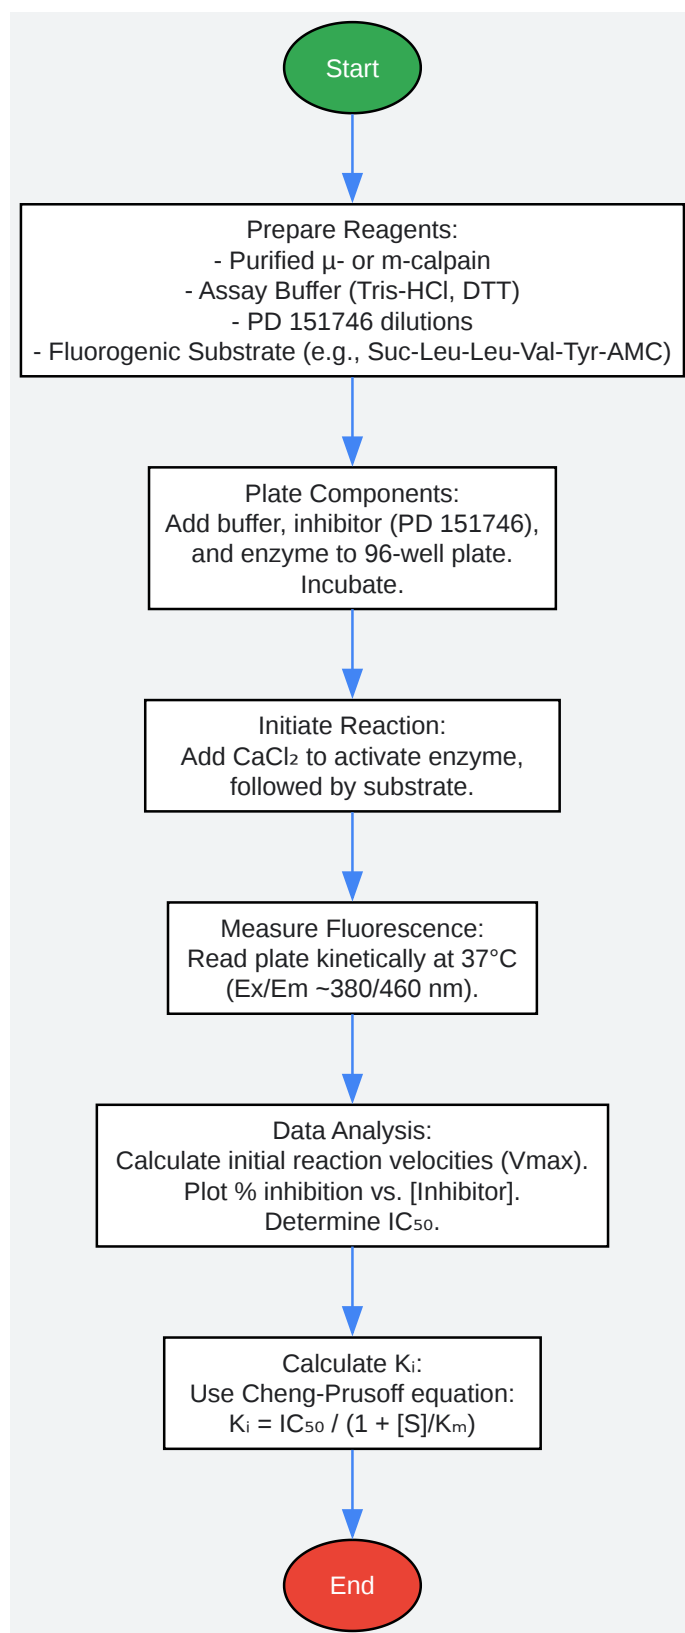 Start
Prepare Reagents:
- Purified µ- or m-calpain
- Assay Buffer (Tris-HCl, DTT)
- PD 151746 dilutions
- Fluorogenic Substrate (e.g., Suc-Leu-Leu-Val-Tyr-AMC)
Plate Components:
Add buffer, inhibitor (PD 151746),
and enzyme to 96-well plate.
Incubate.
Initiate Reaction:
Add CaCl₂ to activate enzyme,
followed by substrate.
Measure Fluorescence:
Read plate kinetically at 37°C
(Ex/Em ~380/460 nm).
Data Analysis:
Calculate initial reaction velocities (Vmax).
Plot % inhibition vs. [Inhibitor].
Determine IC₅₀.
Calculate Kᵢ:
Use Cheng-Prusoff equation:
Kᵢ = IC₅₀ / (1 + [S]/Kₘ)
End